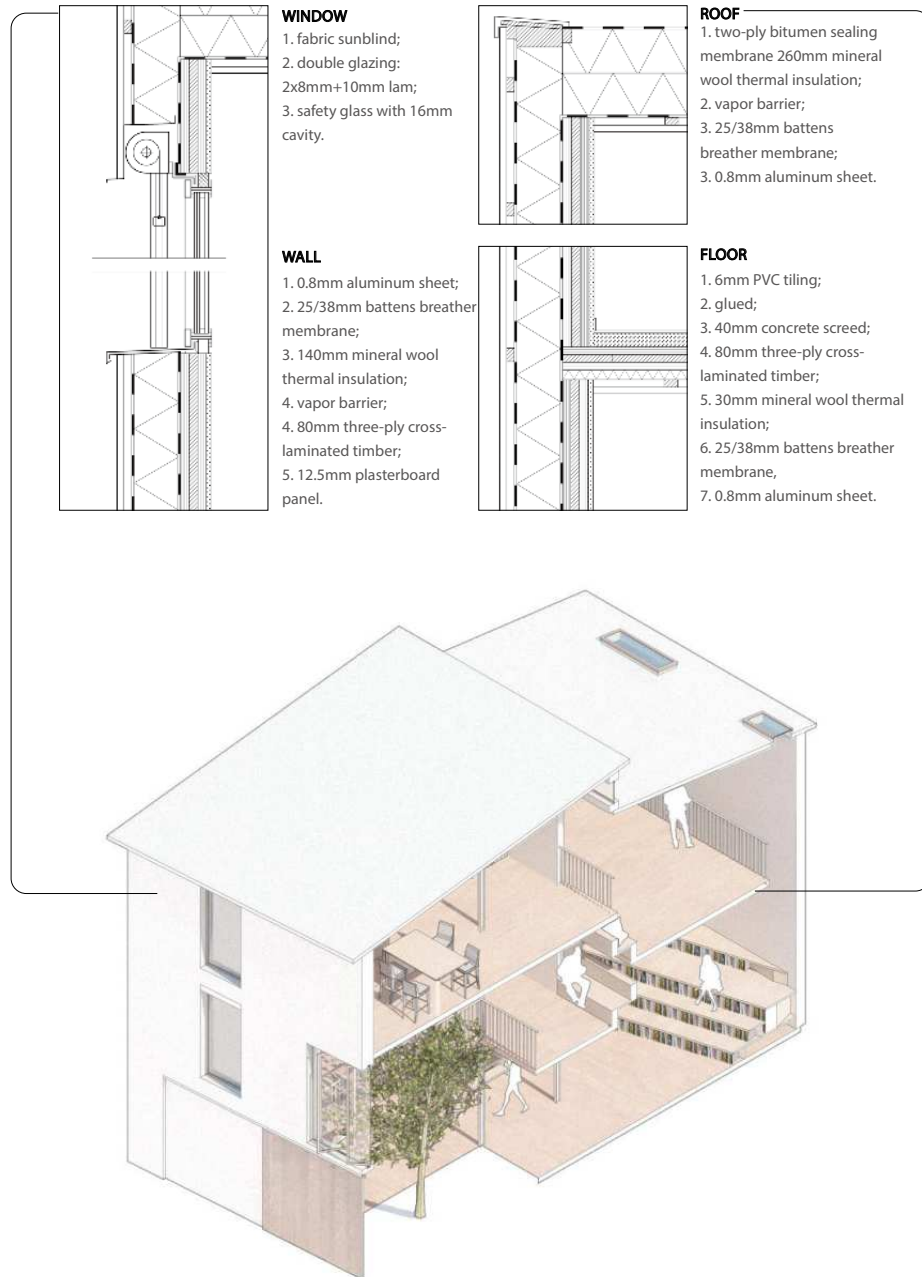 WINDOW
1. fabric sunblind;
2. double glazing:
2x8mm+10mm lam;
3. safety glass with 16mm
cavity.
ROOF
1. two-ply bitumen sealing
membrane 260mm mineral
wool thermal insulation;
2. vapor barrier;
3. 25/38mm battens
breather membrane;
3. 0.8mm aluminum sheet.
WALL
1. 0.8mm aluminum sheet;
2. 25/38mm battens breather
membrane;
3. 140mm mineral wool
thermal insulation;
4. vapor barrier;
4. 80mm three-ply cross-
laminated timber;
5. 12.5mm plasterboard
panel.
FLOOR
1. 6mm PVC tiling;
2. glued;
3. 40mm concrete screed;
4. 80mm three-ply cross-
laminated timber;
5. 30mm mineral wool thermal
insulation;
6. 25/38mm battens breather
membrane,
7. 0.8mm aluminum sheet.